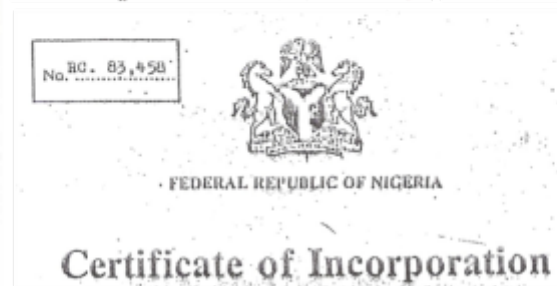 No. RC. 83,458
FEDERAL REPUBLIC OF NIGERIA
Certificate of Incorporation